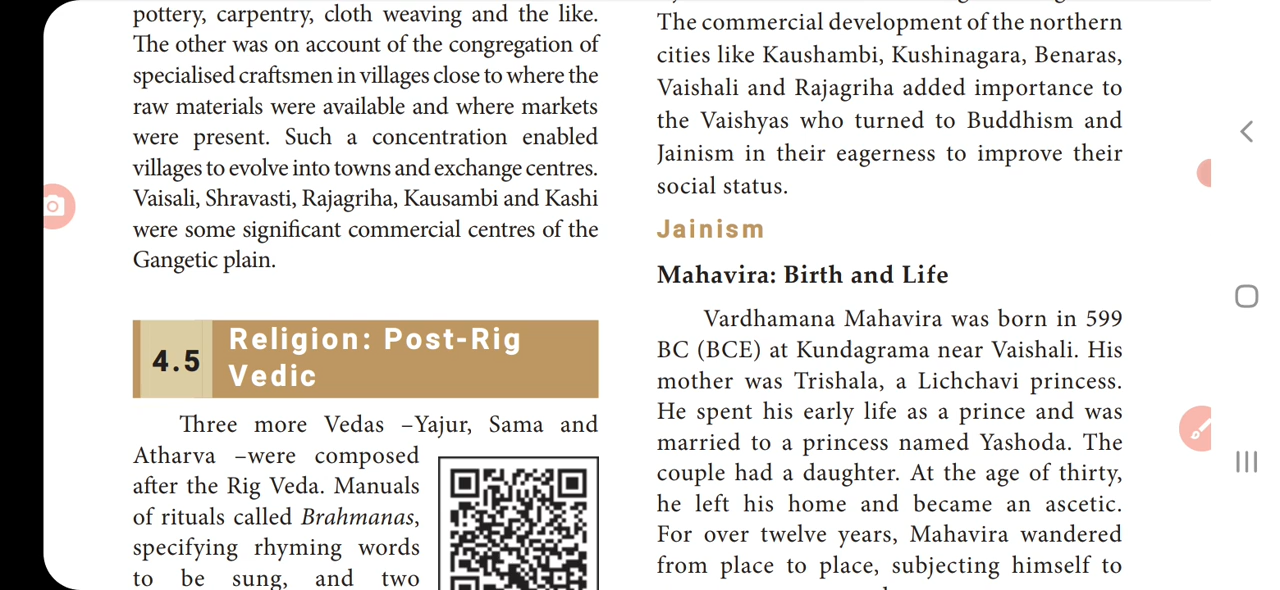 pottery, carpentry, cloth weaving and the like.
The other was on account of the congregation of
specialised craftsmen in villages close to where the
raw materials were available and where markets
were present. Such a concentration enabled
villages to evolve into towns and exchange centres.
Vaisali, Shravasti, Rajagriha, Kausambi and Kashi
were some significant commercial centres of the
Gangetic plain.
4.5 Religion: Post-Rig
Vedic
Three more Vedas –Yajur, Sama and
Atharva –were composed
after the Rig Veda. Manuals
of rituals called Brahmanas,
specifying rhyming words
to be sung, and two
The commercial development of the northern
cities like Kaushambi, Kushinagara, Benaras,
Vaishali and Rajagriha added importance to
the Vaishyas who turned to Buddhism and
Jainism in their eagerness to improve their
social status.
Jainism
Mahavira: Birth and Life
Vardhamana Mahavira was born in 599
BC (BCE) at Kundagrama near Vaishali. His
mother was Trishala, a Lichchavi princess.
He spent his early life as a prince and was
married to a princess named Yashoda. The
couple had a daughter. At the age of thirty,
he left his home and became an ascetic.
For over twelve years, Mahavira wandered
from place to place, subjecting himself to